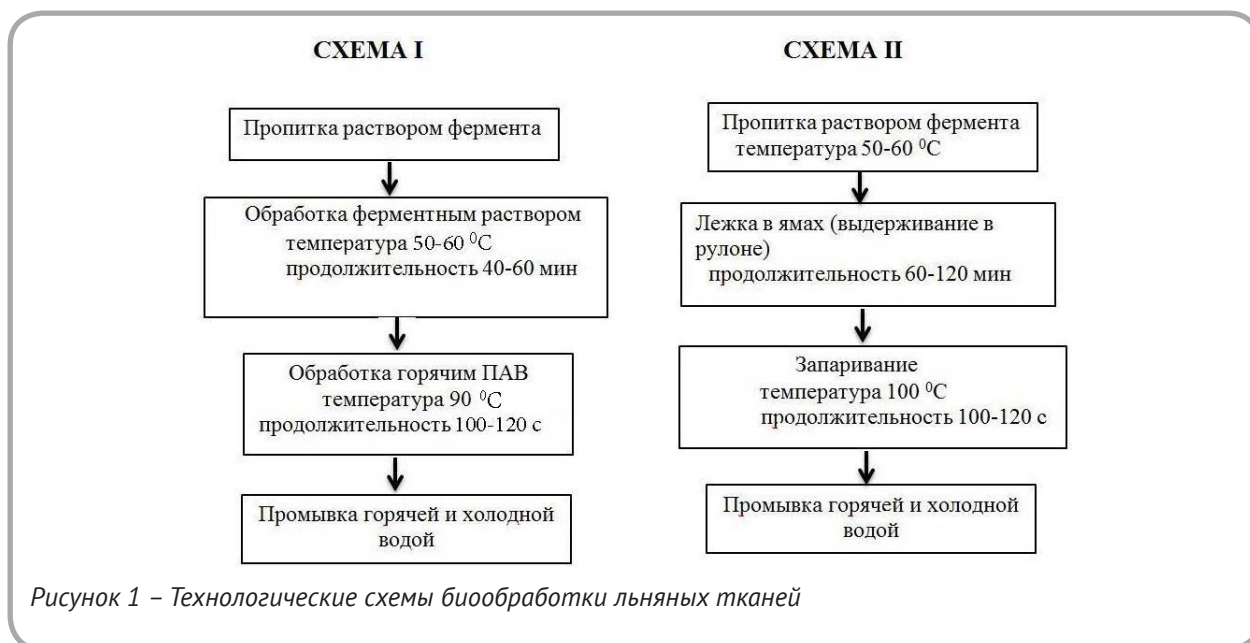 СХЕМА I
Пропитка раствором фермента
Обработка ферментным раствором
температура 50-60 ⁰С
продолжительность 40-60 мин
Обработка горячим ПАВ
температура 90 ⁰С
продолжительность 100-120 с
Промывка горячей и холодной
водой
СХЕМА II
Пропитка раствором фермента
температура 50-60 ⁰С
Лежка в ямах (выдерживание в
рулоне)
продолжительность 60-120 мин
Запаривание
температура 100 ⁰С
продолжительность 100-120 с
Промывка горячей и холодной
водой
Рисунок 1 – Технологические схемы биообработки льняных тканей